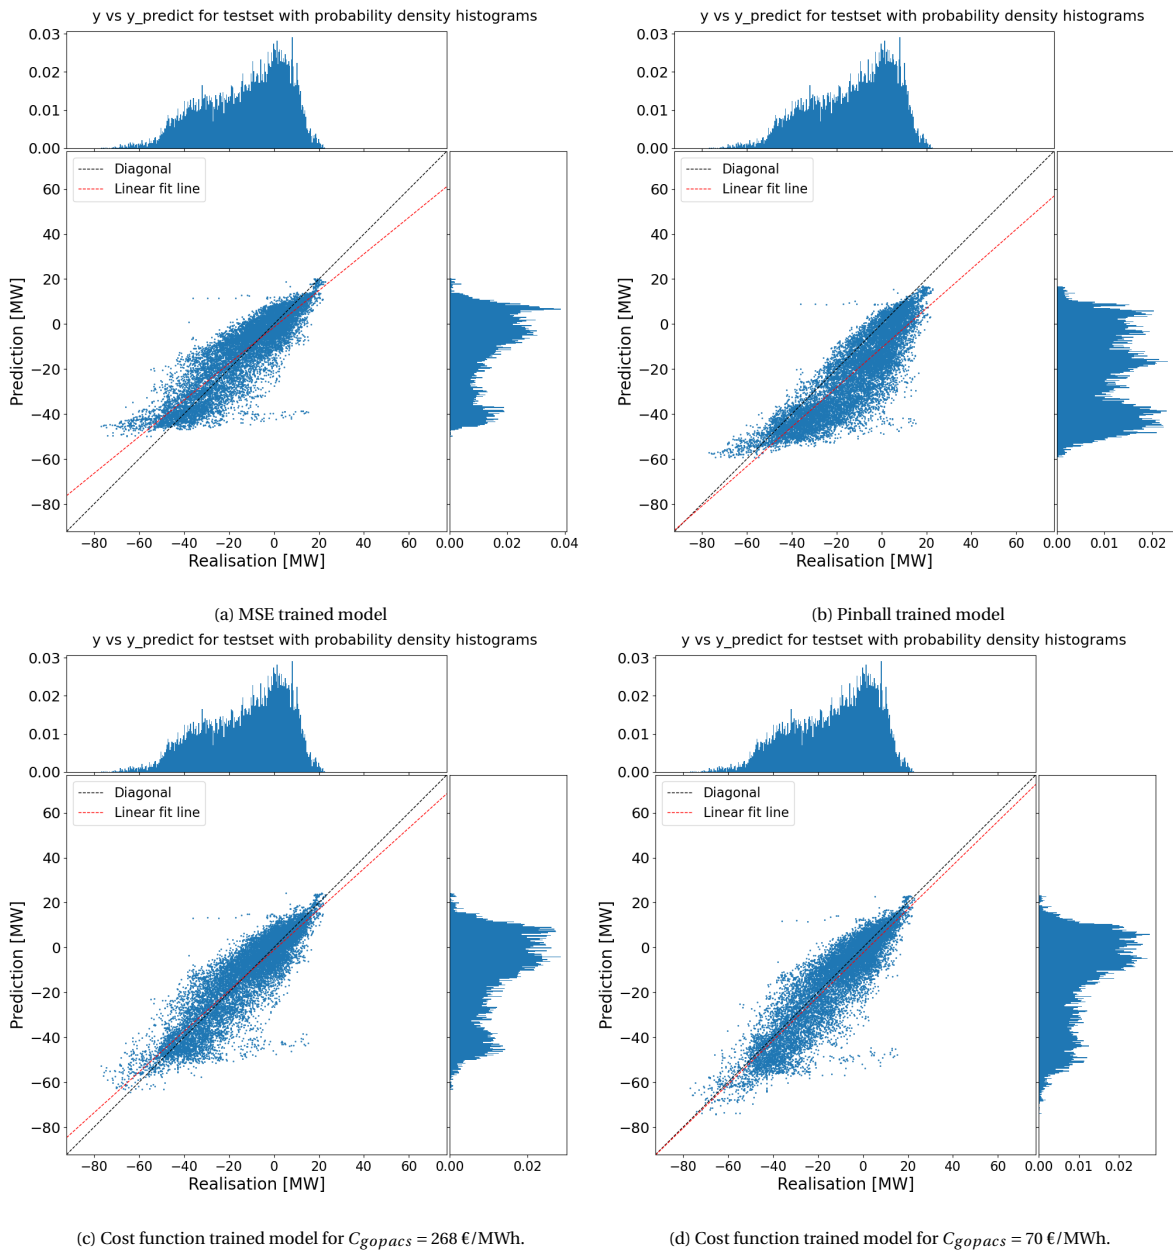 y vs y_predict for testset with probability density histograms
0.03
0.02
0.01
0.00
Diagonal
Linear fit line
60
40
20
0
−20
−40
−60
−80
Prediction [MW]
−80 −60 −40 −20 0 20 40 60 0.00 0.02 0.04
Realisation [MW]
(a) MSE trained model
y vs y_predict for testset with probability density histograms
0.03
0.02
0.01
0.00
Diagonal
Linear fit line
60
40
20
0
−20
−40
−60
−80
Prediction [MW]
−80 −60 −40 −20 0 20 40 60 0.00 0.01 0.02
Realisation [MW]
(b) Pinball trained model
y vs y_predict for testset with probability density histograms
0.03
0.02
0.01
0.00
Diagonal
Linear fit line
60
40
20
0
−20
−40
−60
−80
Prediction [MW]
−80 −60 −40 −20 0 20 40 60 0.00 0.02
Realisation [MW]
(c) Cost function trained model for Cgopacs = 268 €/MWh.
y vs y_predict for testset with probability density histograms
0.03
0.02
0.01
0.00
Diagonal
Linear fit line
60
40
20
0
−20
−40
−60
−80
Prediction [MW]
−80 −60 −40 −20 0 20 40 60 0.00 0.01 0.02
Realisation [MW]
(d) Cost function trained model for Cgopacs = 70 €/MWh.